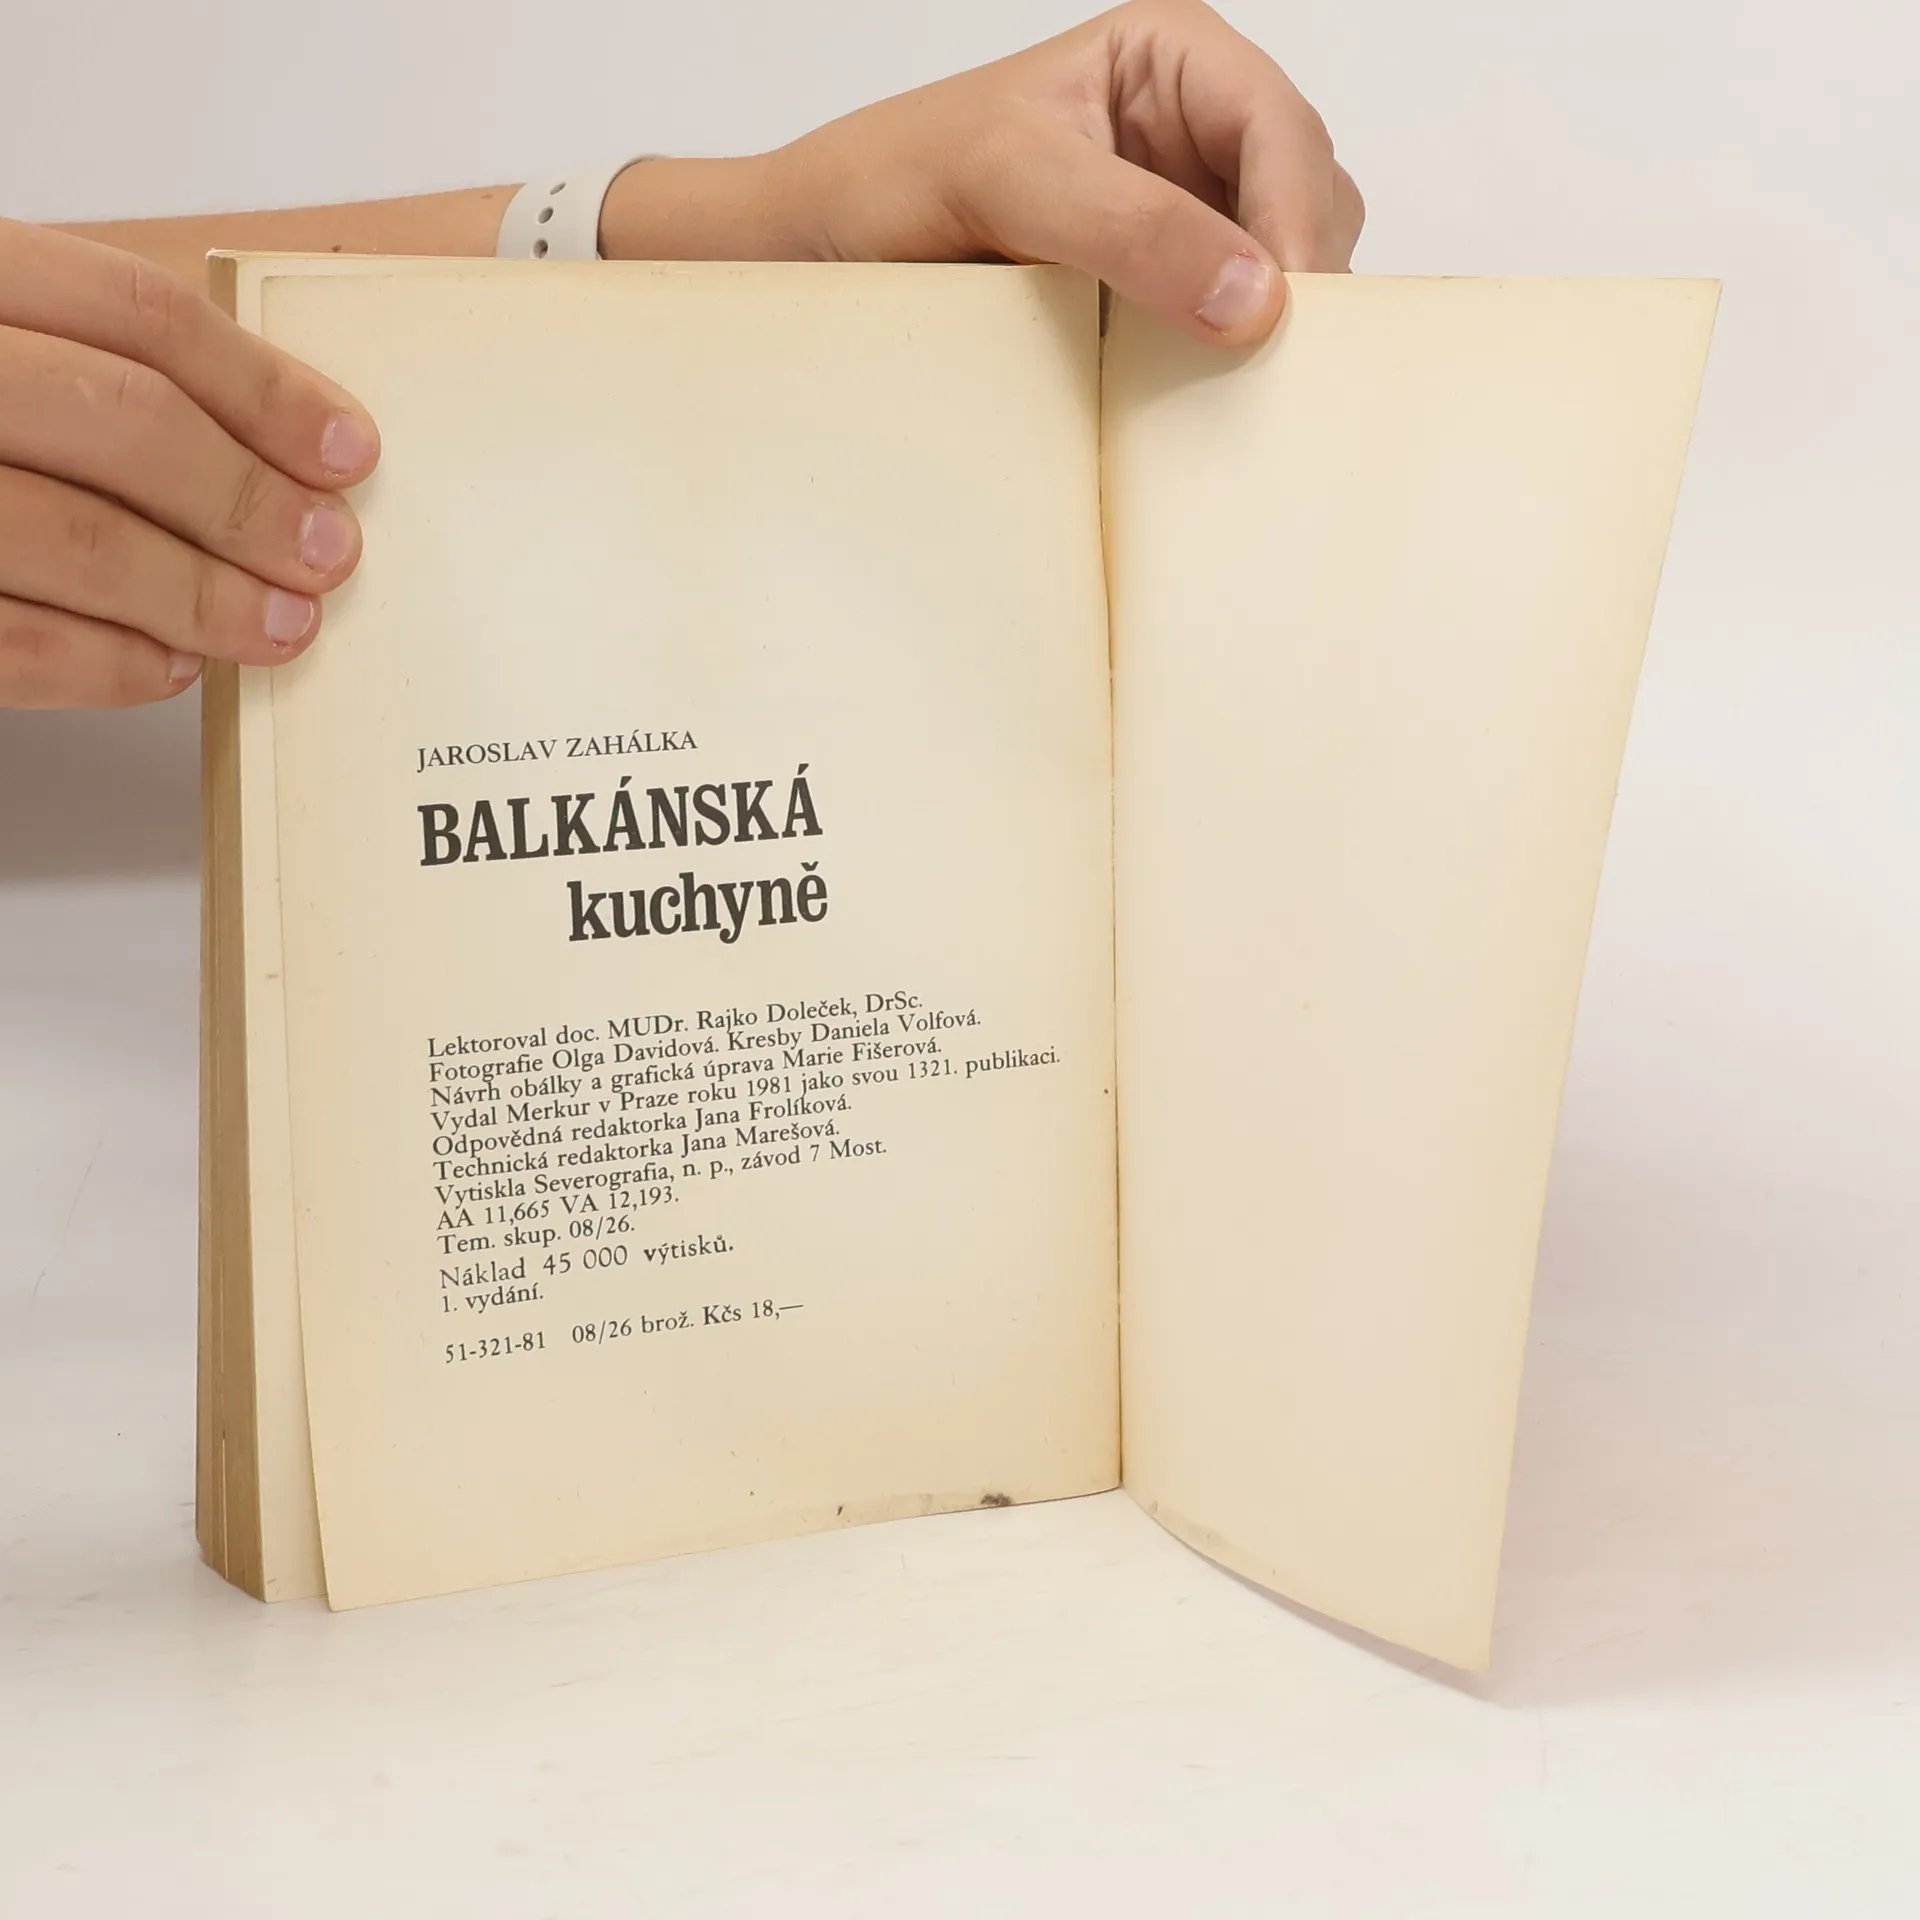 JAROSLAV ZAHÁLKA
BALKÁNSKÁ
kuchyně
Lektoroval doc. MUDr. Rajko Doleček, DrSc.
Fotografie Olga Davidová. Kresby Daniela Volfová.
Návrh obálky a grafická úprava Marie Fišerová.
Vydal Merkur v Praze roku 1981 jako svou 1321. publikaci.
Odpovědná redaktorka Jana Frolíková.
Technická redaktorka Jana Marešová.
Vytiskla Severografia, n. p., závod 7 Most.
AA 11,665 VA 12,193.
Tem. skup. 08/26.
Náklad 45 000 výtisků.
1. vydání.
51-321-81 08/26 brož. Kčs 18,—